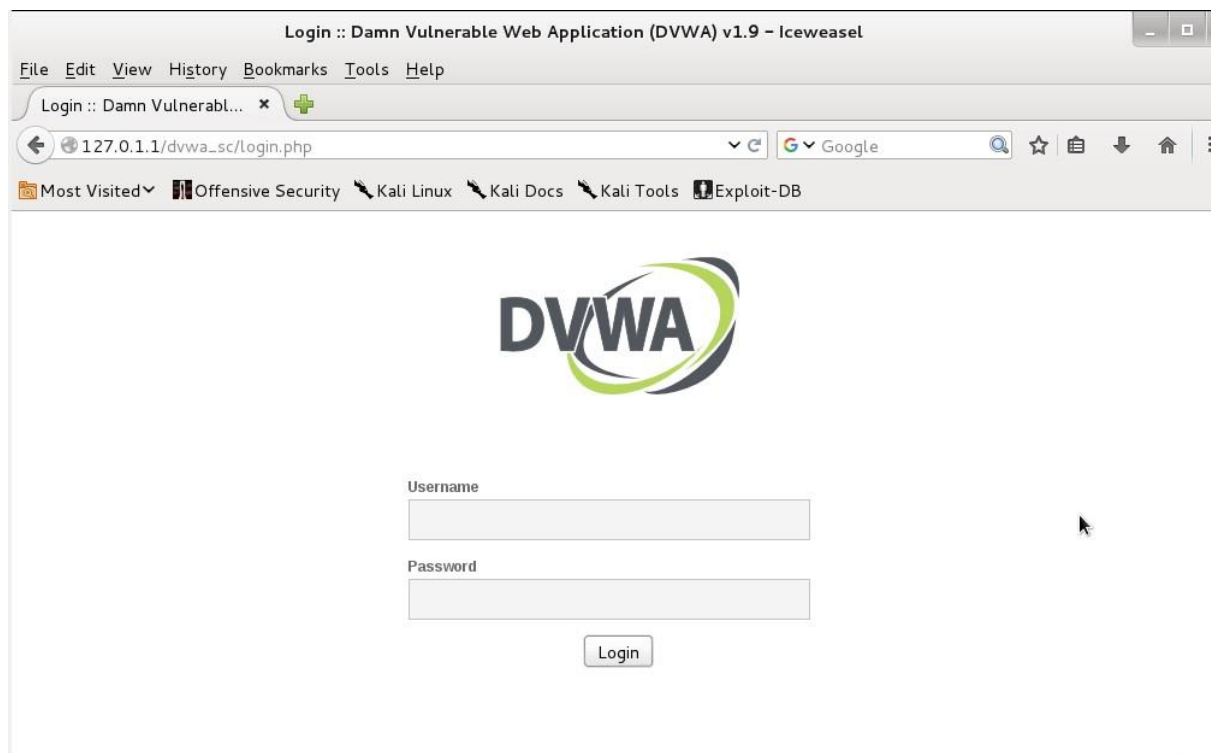 Login :: Damn Vulnerable Web Application (DVWA) v1.9 – Iceweasel
File Edit View History Bookmarks Tools Help
Login :: Damn Vulnerabl...
127.0.1.1/dvwa_sc/login.php Google
Most Visited Offensive Security Kali Linux Kali Docs Kali Tools Exploit-DB
DVWA
Username
Password
Login